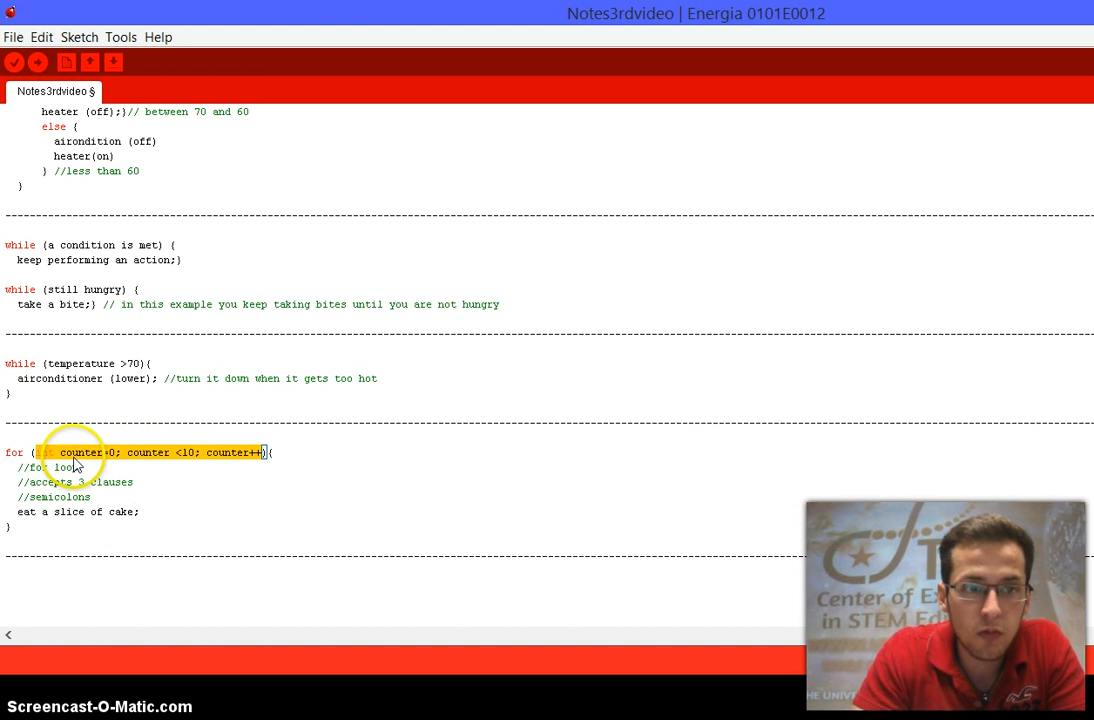 Notes3rdvideo | Energia 0101E0012
File Edit Sketch Tools Help
Notes3rdvideo §
heater (off);}// between 70 and 60
else {
airondition (off)
heater(on)
} //less than 60
}
--------------------------------
while (a condition is met) {
keep performing an action;}
while (still hungry) {
take a bite;} // in this example you keep taking bites until you are not hungry
--------------------------------
while (temperature >70){
airconditioner (lower); //turn it down when it gets too hot
}
--------------------------------
for (int counter=0; counter <10; counter++){
//for loop
//accepts 3 clauses
//semicolons
eat a slice of cake;
}
--------------------------------
Center of Ex
in STEM Edu
THE UNIVER
Screencast-O-Matic.com